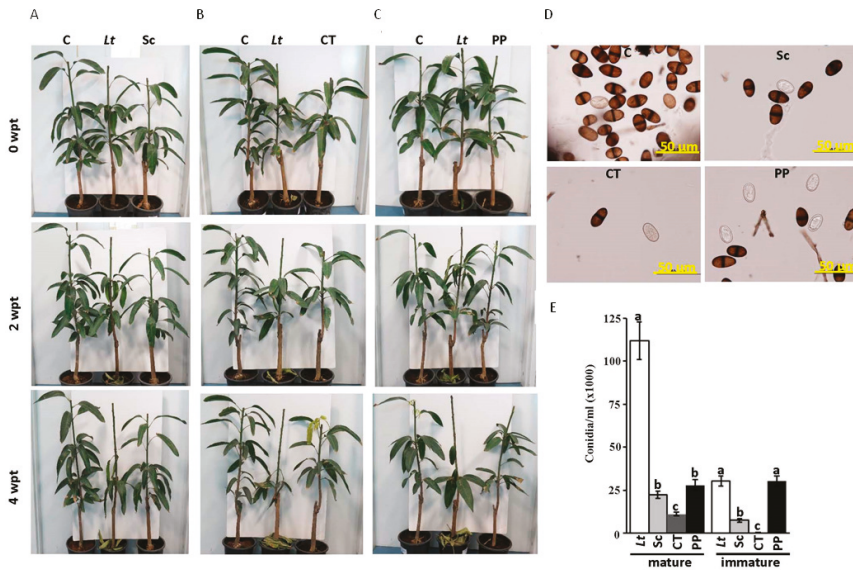 A B C D
C Lt Sc C Lt CT C Lt PP
0 wpt
2 wpt
4 wpt
C
50 um
Sc
50 um
CT
50 um
PP
50 um
E
Conidia/ml (x1000)
125
100
75
50
25
0
a
b
c
b
a
b
c
a
Lt Sc CT PP Lt Sc CT PP
mature immature